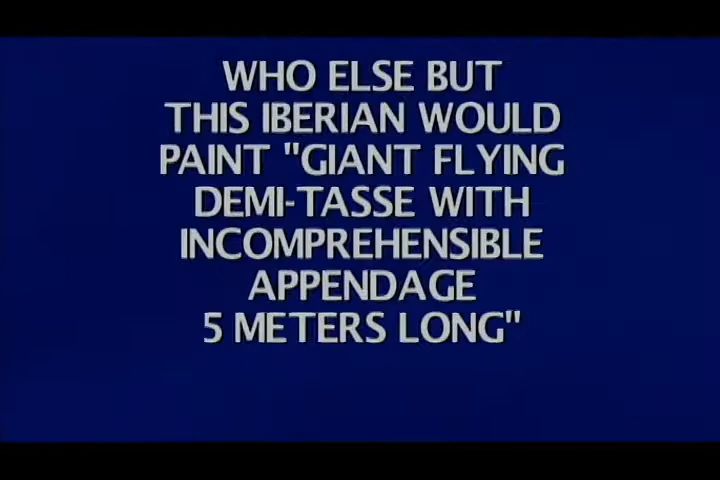 WHO ELSE BUT
THIS IBERIAN WOULD
PAINT "GIANT FLYING
DEMI-TASSE WITH
INCOMPREHENSIBLE
APPENDAGE
5 METERS LONG"